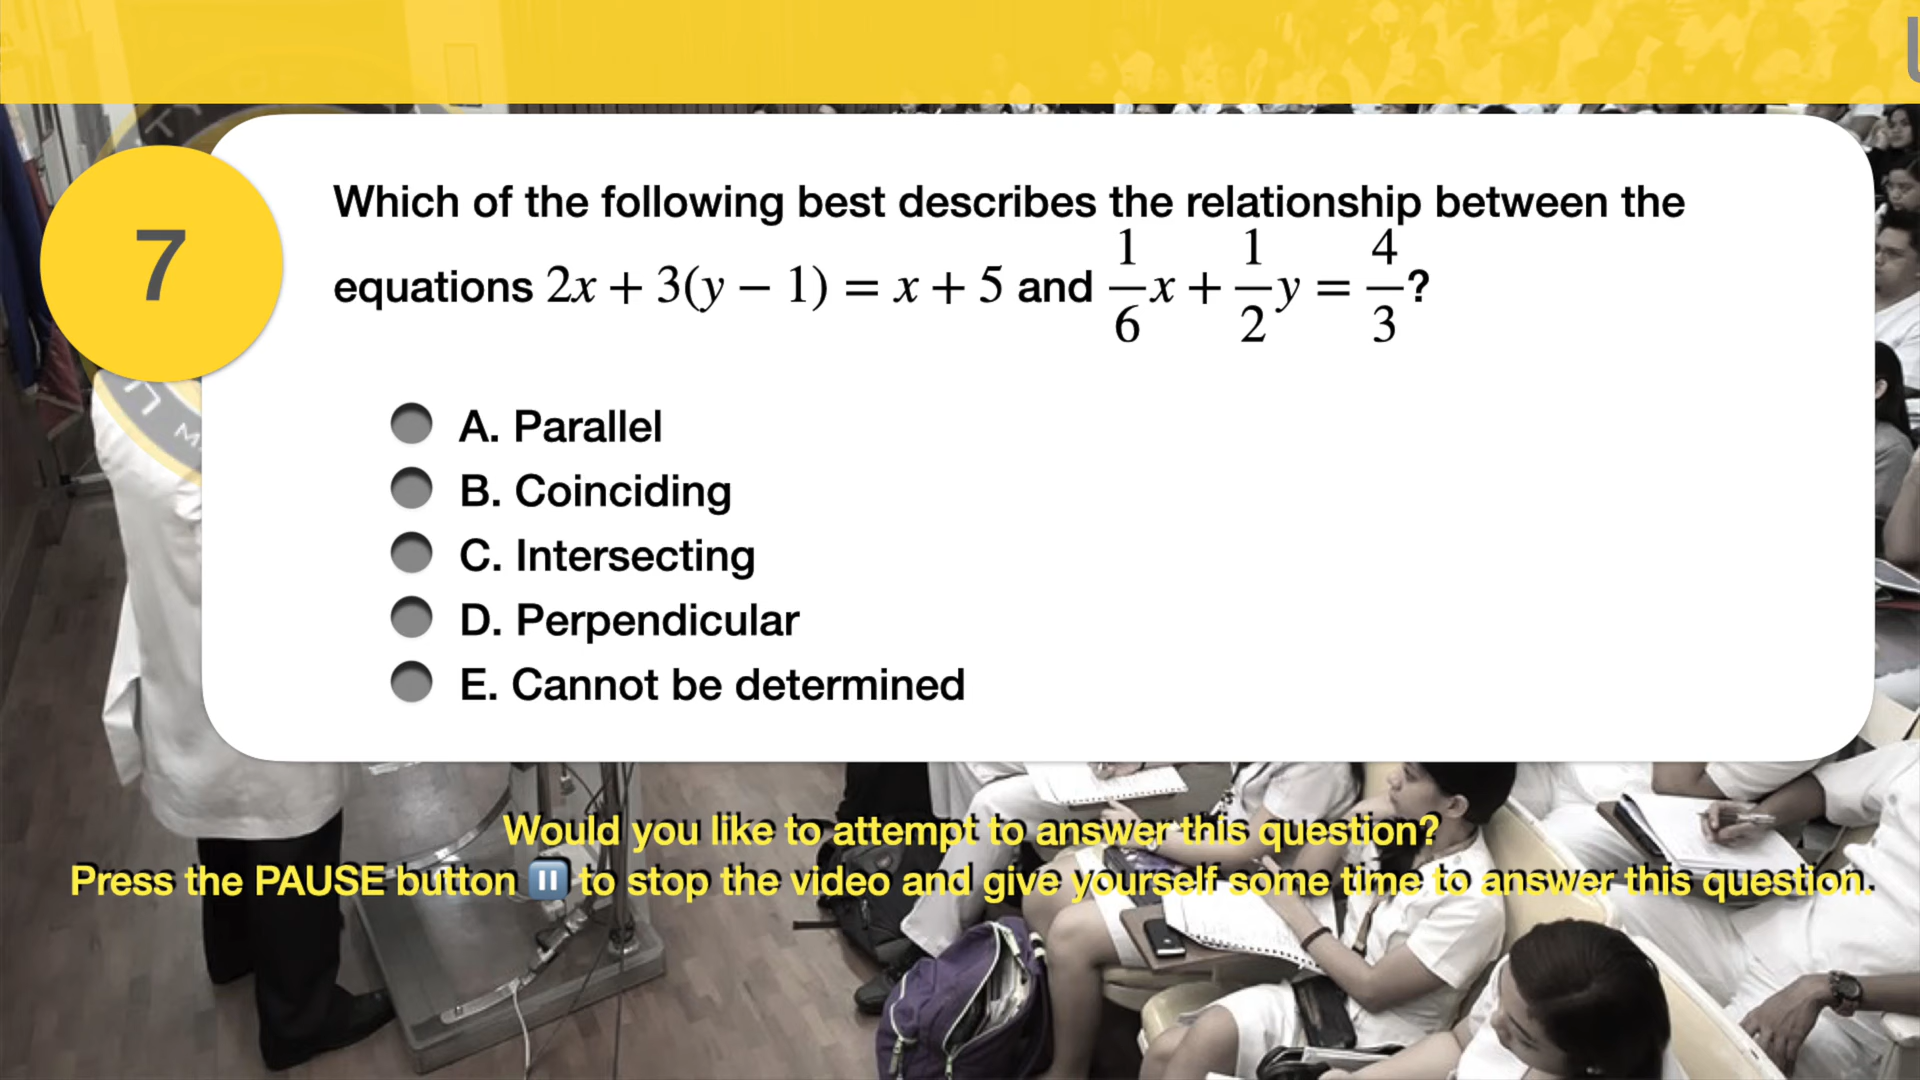 7
Which of the following best describes the relationship between the
equations 2x + 3(y − 1) = x + 5 and 1/6 x + 1/2 y = 4/3?
A. Parallel
B. Coinciding
C. Intersecting
D. Perpendicular
E. Cannot be determined
Would you like to attempt to answer this question?
Press the PAUSE button ⏸ to stop the video and give yourself some time to answer this question.